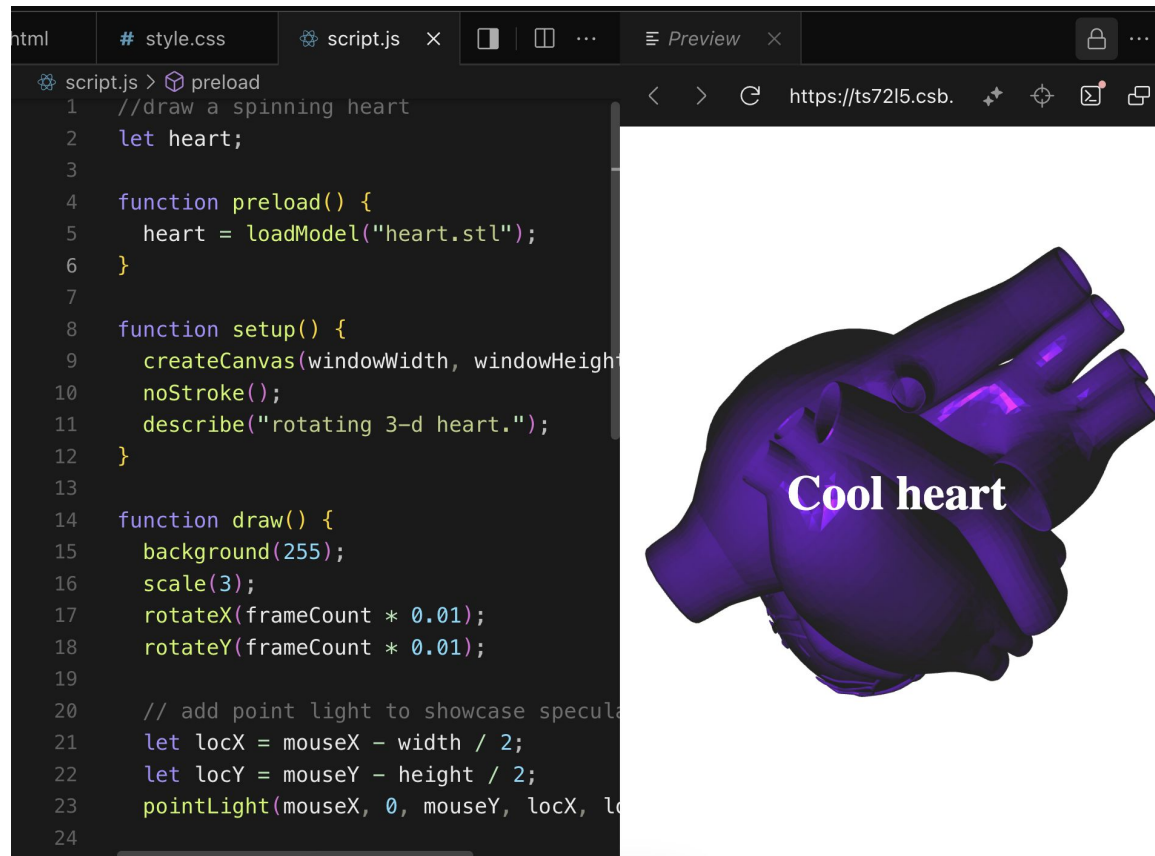 html
# style.css
script.js
Preview
script.js > preload
https://ts72l5.csb.
1 //draw a spinning heart
2 let heart;
3
4 function preload() {
5 heart = loadModel("heart.stl");
6 }
7
8 function setup() {
9 createCanvas(windowWidth, windowHeight
10 noStroke();
11 describe("rotating 3-d heart.");
12 }
13
14 function draw() {
15 background(255);
16 scale(3);
17 rotateX(frameCount * 0.01);
18 rotateY(frameCount * 0.01);
19
20 // add point light to showcase specula
21 let locX = mouseX - width / 2;
22 let locY = mouseY - height / 2;
23 pointLight(mouseX, 0, mouseY, locX, lo
24
Cool heart